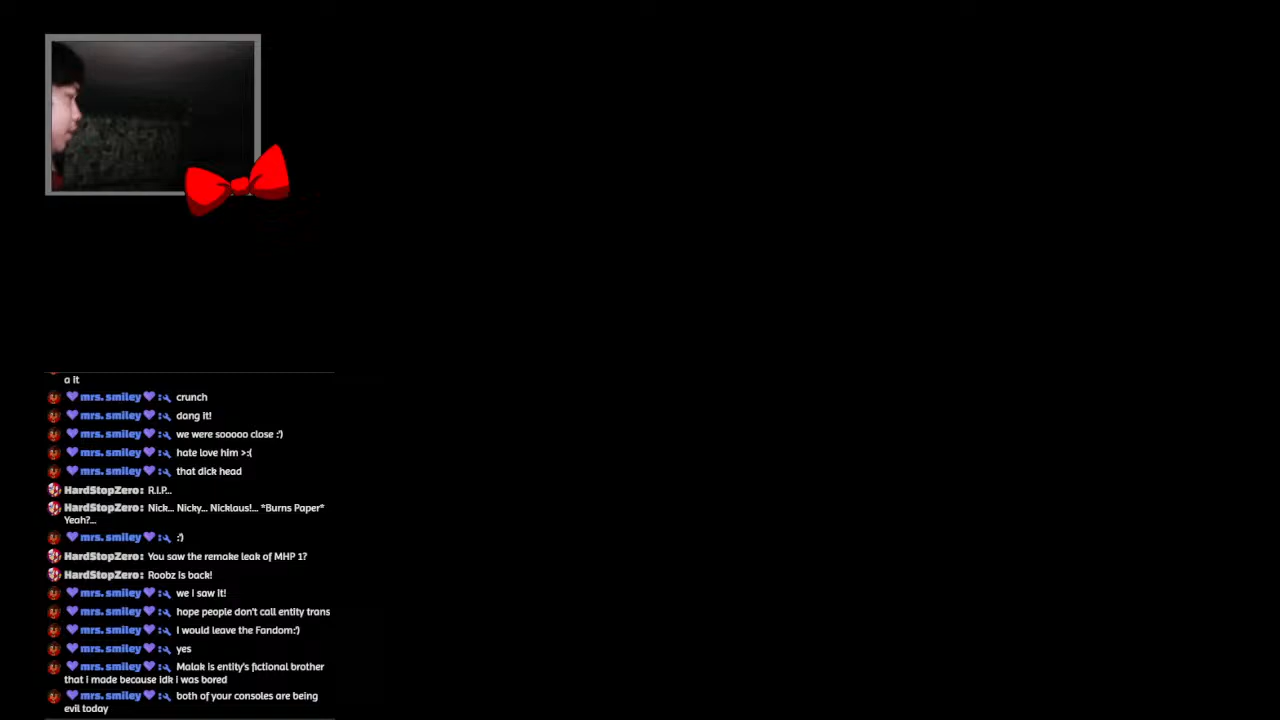 a it
mrs. smiley : crunch
mrs. smiley : dang it!
mrs. smiley : we were sooooo close :')
mrs. smiley : hate love him >:(
mrs. smiley : that dick head
HardStopZero: R.I.P...
HardStopZero: Nick... Nicky... Nicklaus!... *Burns Paper*
Yeah?...
mrs. smiley : :')
HardStopZero: You saw the remake leak of MHP 1?
HardStopZero: Roobz is back!
mrs. smiley : we i saw it!
mrs. smiley : hope people don't call entity trans
mrs. smiley : I would leave the Fandom:')
mrs. smiley : yes
mrs. smiley : Malak is entity's fictional brother
that i made because idk i was bored
mrs. smiley : both of your consoles are being
evil today